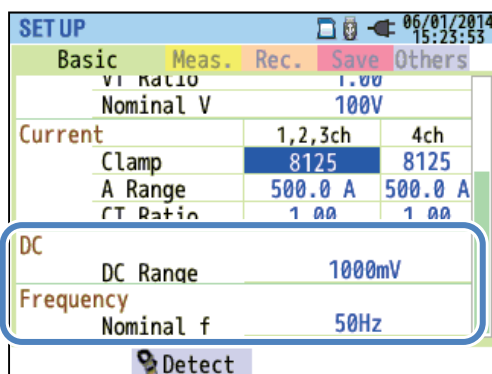 SET UP 06/01/2014
15:23:53
Basic Meas. Rec. Save Others
VT Ratio 1.00
Nominal V 100V
Current 1,2,3ch 4ch
Clamp 8125 8125
A Range 500.0 A 500.0 A
CT Ratio 1.00 1.00
DC
DC Range 1000mV
Frequency
Nominal f 50Hz
Detect